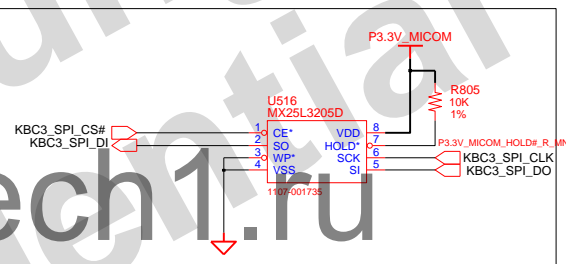 P3.3V_MICOM
R805
10K
1%
U516
MX25L3205D
KBC3_SPI_CS#
KBC3_SPI_DI
1 CE* VDD 8
2 SO HOLD* 7
3 WP* SCK 6
4 VSS SI 5
P3.3V_MICOM_HOLD#_R_MN
KBC3_SPI_CLK
KBC3_SPI_DO
1107-001735
ech1.ru